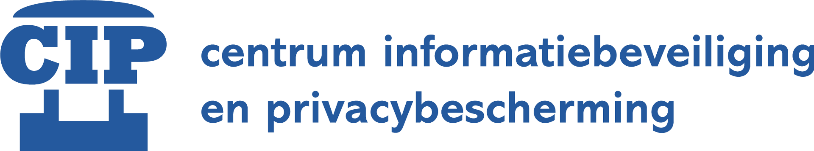 CIP
centrum informatiebeveiliging
en privacybescherming